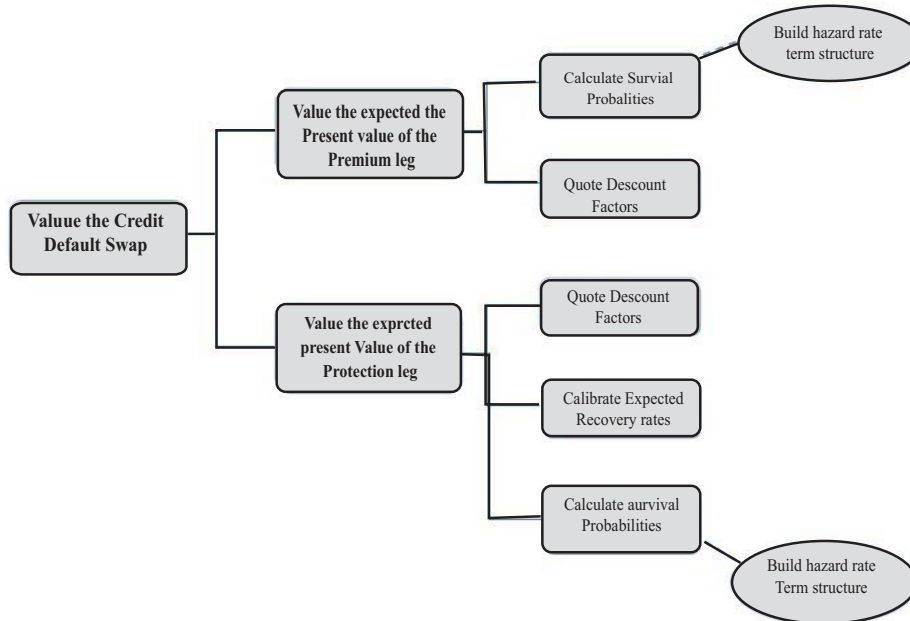 Build hazard rate
term structure
Calculate Survial
Probalities
Value the expected the
Present value of the
Premium leg
Quote Descount
Factors
Valuue the Credit
Default Swap
Quote Descount
Factors
Value the exprcted
present Value of the
Protection leg
Calibrate Expected
Recovery rates
Calculate aurvival
Probabilities
Build hazard rate
Term structure